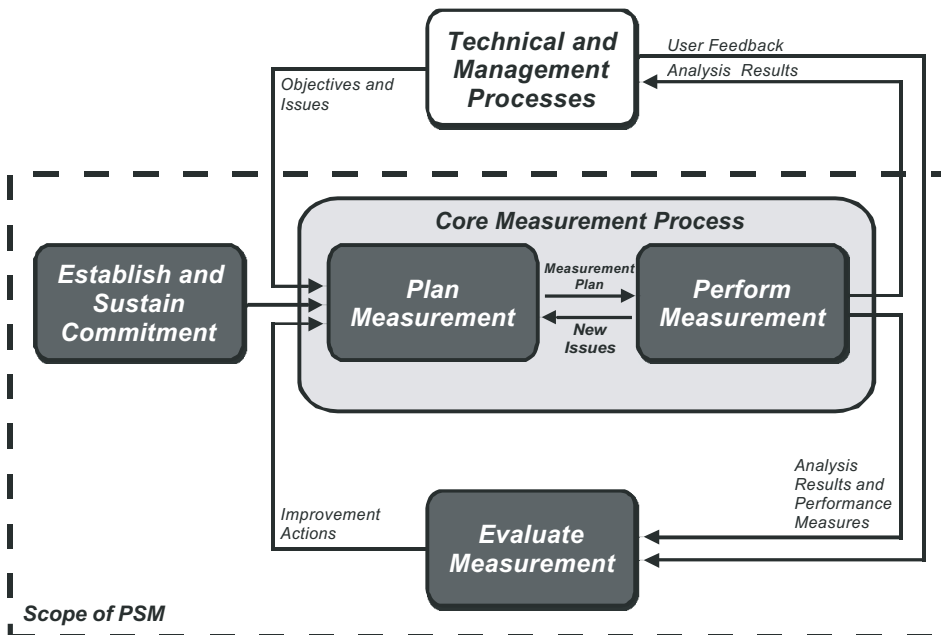 Technical and
Management
Processes
User Feedback
Analysis Results
Objectives and
Issues
Core Measurement Process
Establish and
Sustain
Commitment
Plan
Measurement
Measurement
Plan
New
Issues
Perform
Measurement
Analysis
Results and
Performance
Measures
Improvement
Actions
Evaluate
Measurement
Scope of PSM